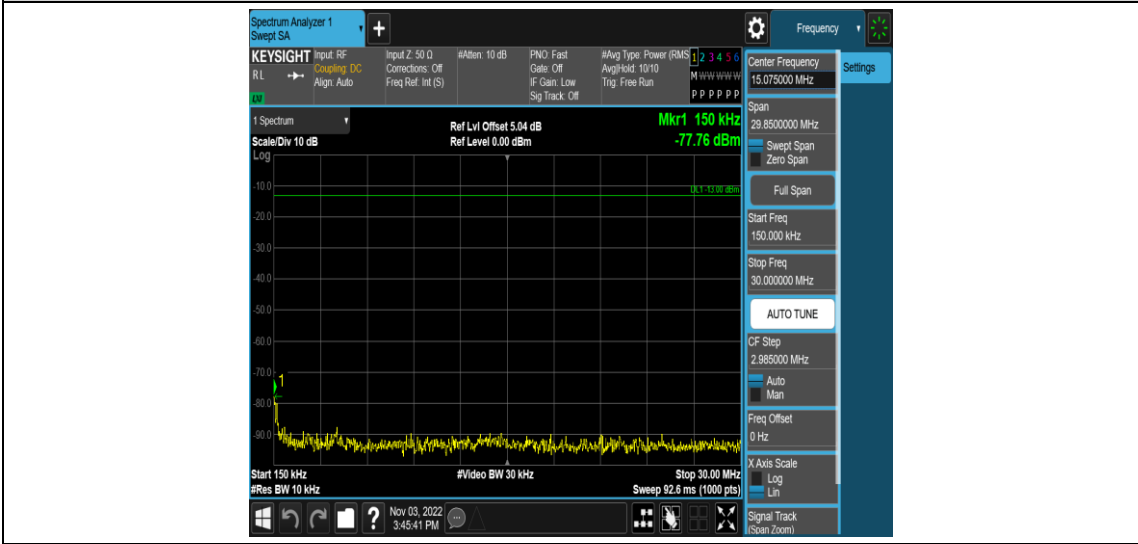 Spectrum Analyzer 1
Swept SA
Frequency
KEYSIGHT
RL
Input: RF
Coupling: DC
Align: Auto
Input Z: 50 Ω
Corrections: Off
Freq Ref: Int (S)
#Atten: 10 dB
PNO: Fast
Gate: Off
IF Gain: Low
Sig Track: Off
#Avg Type: Power (RMS
Avg|Hold: 10/10
Trig: Free Run
1 2 3 4 5 6
M W W W W W
P P P P P P
1 Spectrum
Scale/Div 10 dB
Log
Ref Lvl Offset 5.04 dB
Ref Level 0.00 dBm
Mkr1 150 kHz
-77.76 dBm
DL1 -13.00 dBm
-10.0
-20.0
-30.0
-40.0
-50.0
-60.0
-70.0
1
-80.0
-90.0
Start 150 kHz
#Res BW 10 kHz
#Video BW 30 kHz
Stop 30.00 MHz
Sweep 92.6 ms (1000 pts)
Nov 03, 2022
3:45:41 PM
Center Frequency
15.075000 MHz
Settings
Span
29.8500000 MHz
Swept Span
Zero Span
Full Span
Start Freq
150.000 kHz
Stop Freq
30.000000 MHz
AUTO TUNE
CF Step
2.985000 MHz
Auto
Man
Freq Offset
0 Hz
X Axis Scale
Log
Lin
Signal Track
(Span Zoom)